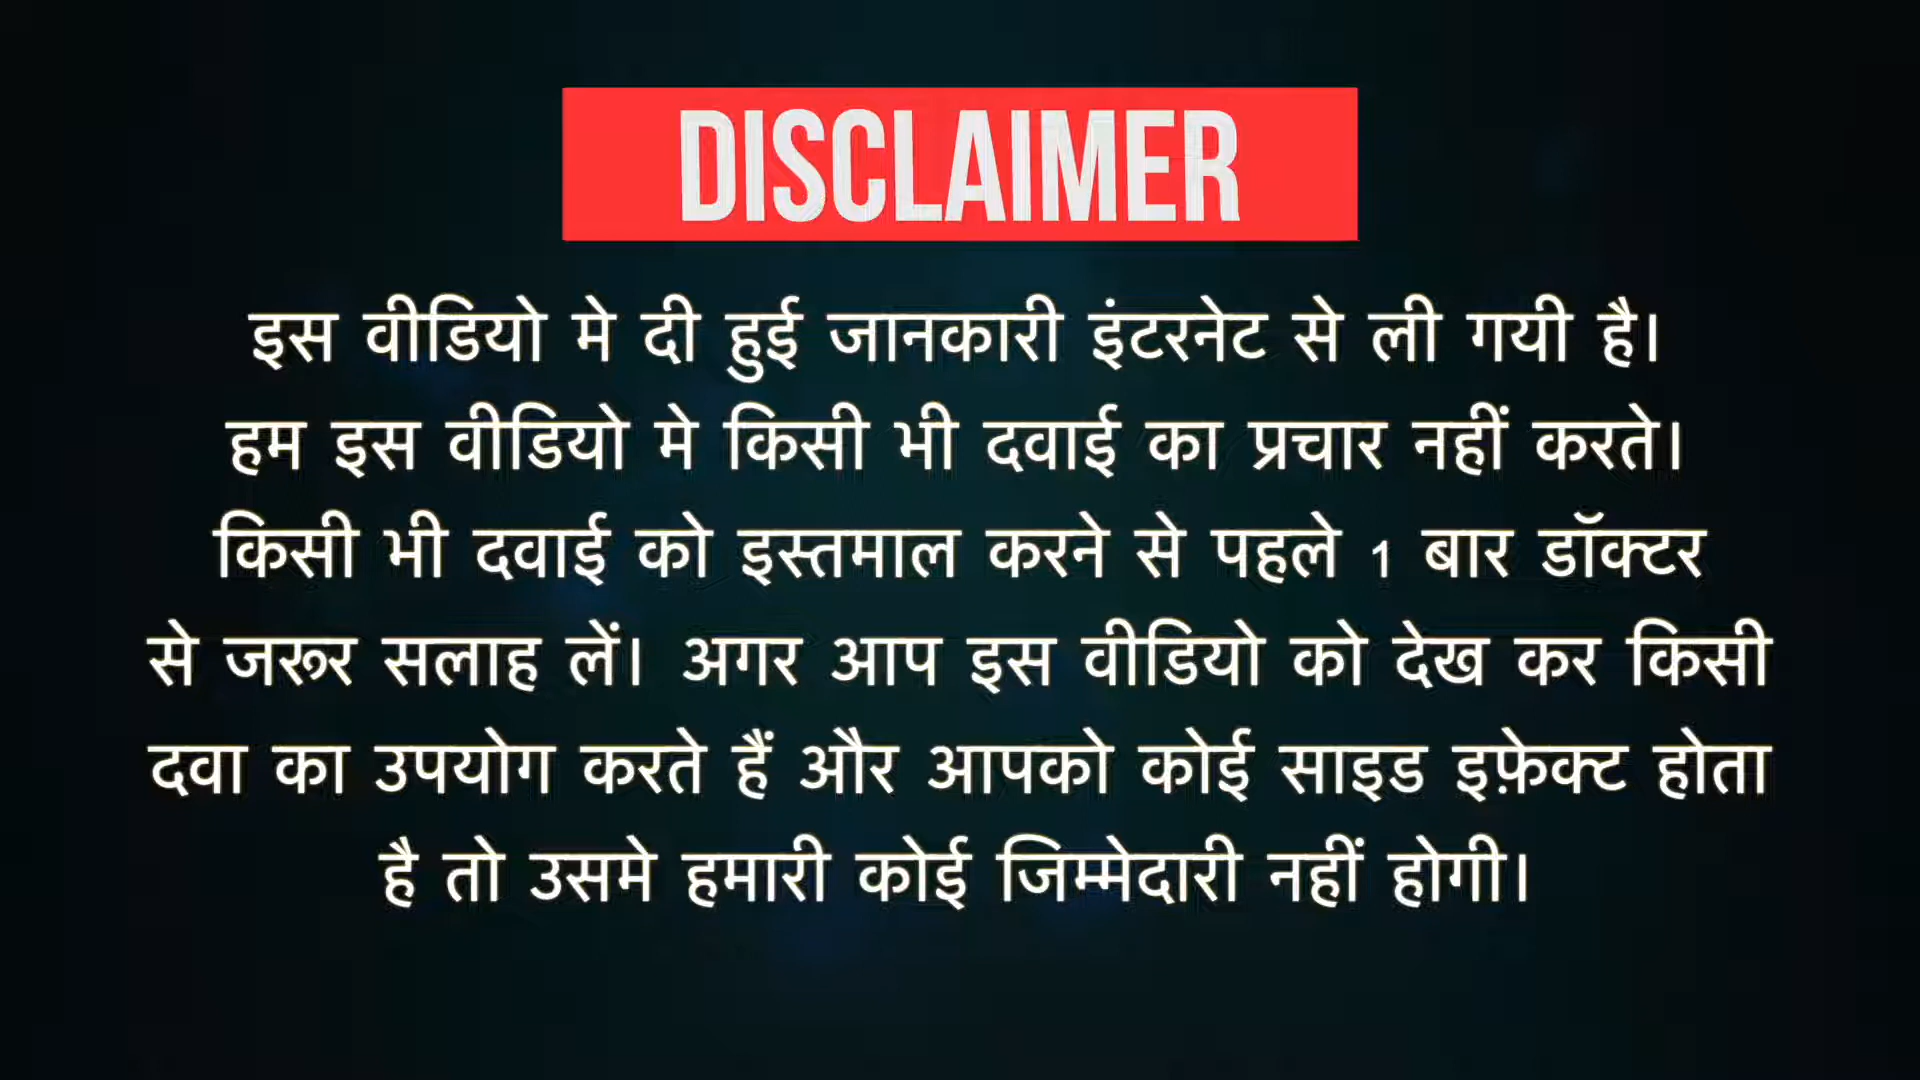 DISCLAIMER
इस वीडियो मे दी हुई जानकारी इंटरनेट से ली गयी है।
हम इस वीडियो मे किसी भी दवाई का प्रचार नहीं करते।
किसी भी दवाई को इस्तमाल करने से पहले 1 बार डॉक्टर
से जरूर सलाह लें। अगर आप इस वीडियो को देख कर किसी
दवा का उपयोग करते हैं और आपको कोई साइड इफ़ेक्ट होता
है तो उसमे हमारी कोई जिम्मेदारी नहीं होगी।